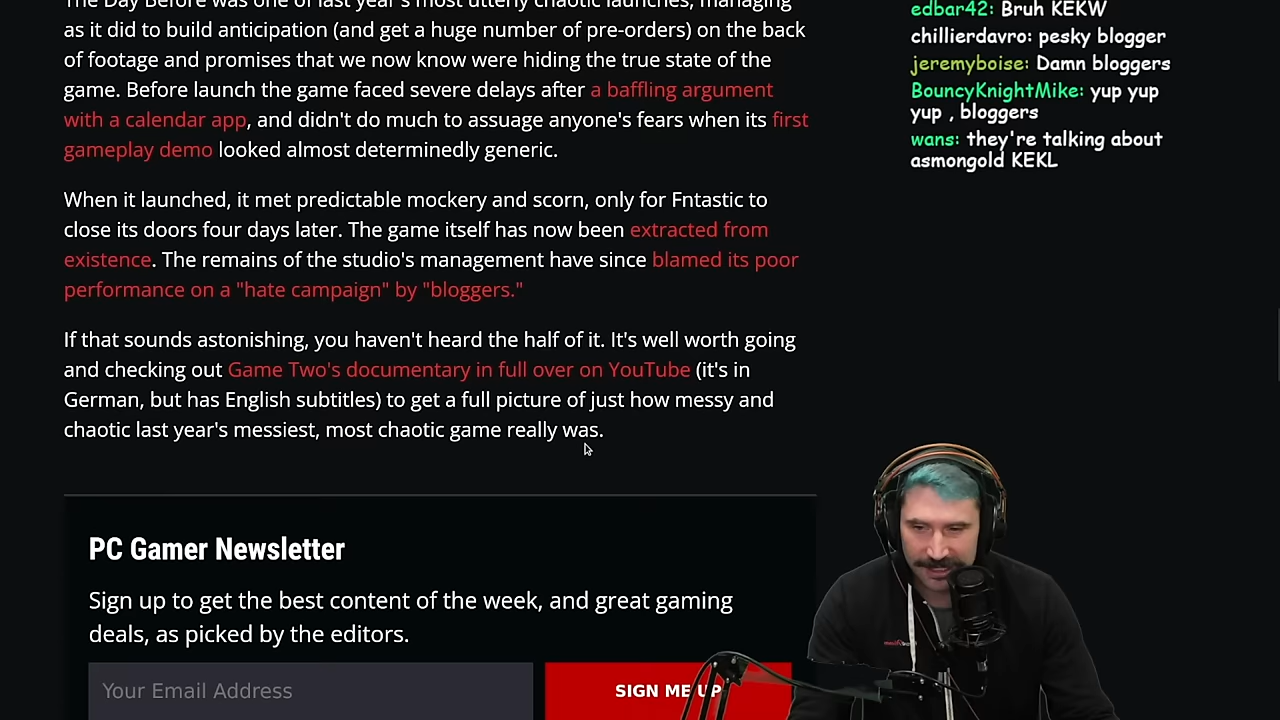 The Day Before was one of last year's most utterly chaotic launches, managing
as it did to build anticipation (and get a huge number of pre-orders) on the back
of footage and promises that we now know were hiding the true state of the
game. Before launch the game faced severe delays after a baffling argument
with a calendar app, and didn't do much to assuage anyone's fears when its first
gameplay demo looked almost determinedly generic.
When it launched, it met predictable mockery and scorn, only for Fntastic to
close its doors four days later. The game itself has now been extracted from
existence. The remains of the studio's management have since blamed its poor
performance on a "hate campaign" by "bloggers."
If that sounds astonishing, you haven't heard the half of it. It's well worth going
and checking out Game Two's documentary in full over on YouTube (it's in
German, but has English subtitles) to get a full picture of just how messy and
chaotic last year's messiest, most chaotic game really was.
PC Gamer Newsletter
Sign up to get the best content of the week, and great gaming
deals, as picked by the editors.
Your Email Address
SIGN ME UP
edbar42: Bruh KEKW
chillierdavro: pesky blogger
jeremyboise: Damn bloggers
BouncyKnightMike: yup yup
yup , bloggers
wans: they're talking about
asmongold KEKL